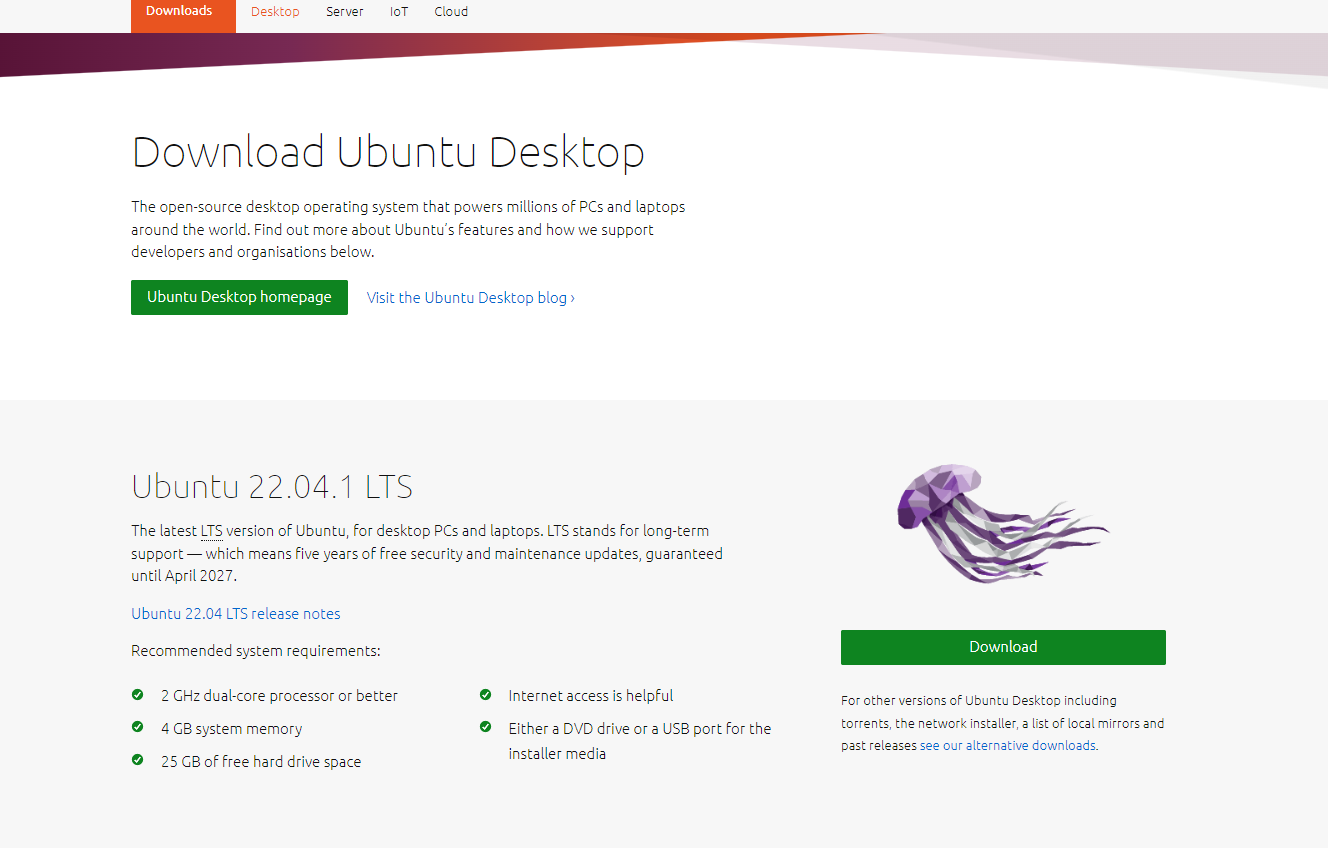 Downloads Desktop Server IoT Cloud
Download Ubuntu Desktop
The open-source desktop operating system that powers millions of PCs and laptops
around the world. Find out more about Ubuntu's features and how we support
developers and organisations below.
Ubuntu Desktop homepage Visit the Ubuntu Desktop blog ›
Ubuntu 22.04.1 LTS
The latest LTS version of Ubuntu, for desktop PCs and laptops. LTS stands for long-term
support — which means five years of free security and maintenance updates, guaranteed
until April 2027.
Ubuntu 22.04 LTS release notes
Recommended system requirements:
2 GHz dual-core processor or better
4 GB system memory
25 GB of free hard drive space
Internet access is helpful
Either a DVD drive or a USB port for the
installer media
Download
For other versions of Ubuntu Desktop including
torrents, the network installer, a list of local mirrors and
past releases see our alternative downloads.